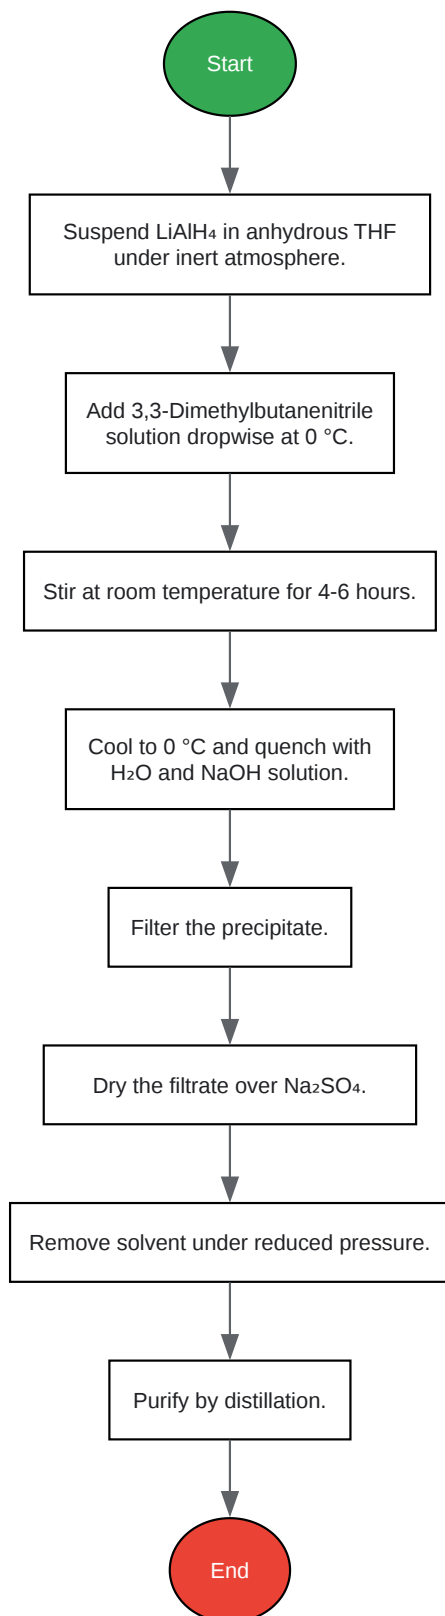 Start
Suspend LiAlH₄ in anhydrous THF
under inert atmosphere.
Add 3,3-Dimethylbutanenitrile
solution dropwise at 0 °C.
Stir at room temperature for 4-6 hours.
Cool to 0 °C and quench with
H₂O and NaOH solution.
Filter the precipitate.
Dry the filtrate over Na₂SO₄.
Remove solvent under reduced pressure.
Purify by distillation.
End